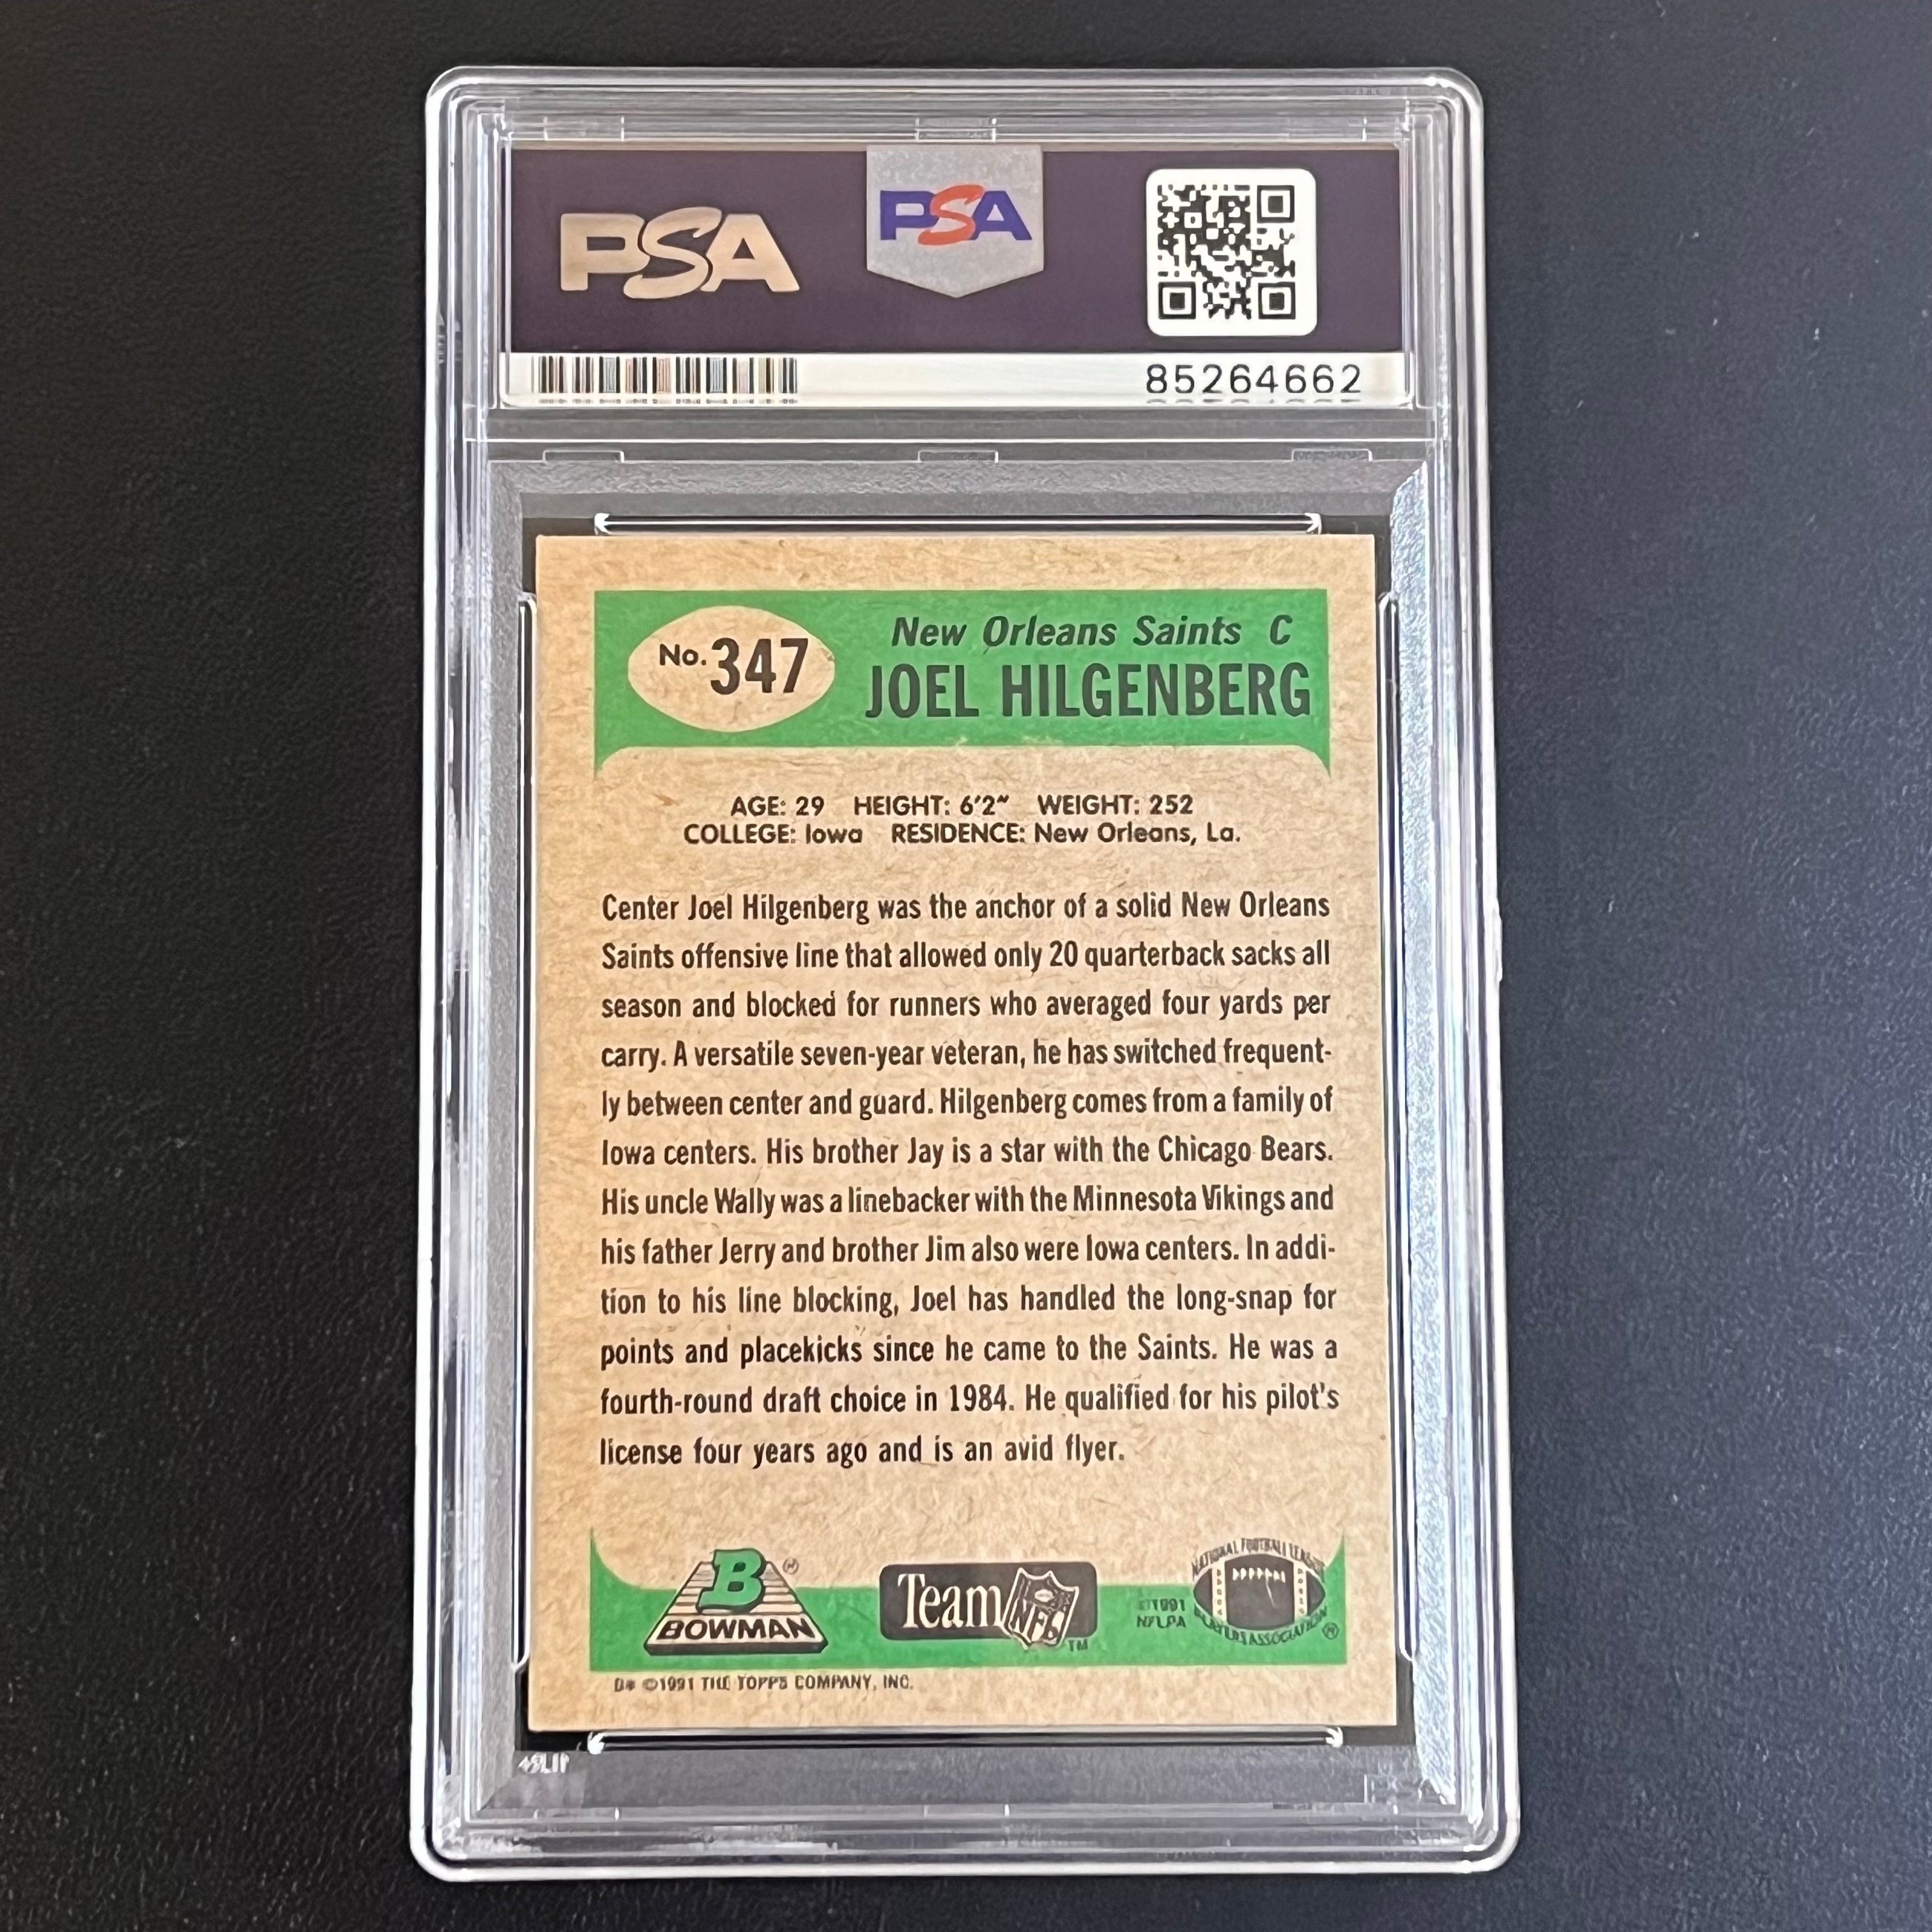 PSA
PSA
85264662
No. 347
New Orleans Saints C
JOEL HILGENBERG
AGE: 29 HEIGHT: 6'2" WEIGHT: 252
COLLEGE: Iowa RESIDENCE: New Orleans, La.
Center Joel Hilgenberg was the anchor of a solid New Orleans
Saints offensive line that allowed only 20 quarterback sacks all
season and blocked for runners who averaged four yards per
carry. A versatile seven-year veteran, he has switched frequent-
ly between center and guard. Hilgenberg comes from a family of
Iowa centers. His brother Jay is a star with the Chicago Bears.
His uncle Wally was a linebacker with the Minnesota Vikings and
his father Jerry and brother Jim also were Iowa centers. In addi-
tion to his line blocking, Joel has handled the long-snap for
points and placekicks since he came to the Saints. He was a
fourth-round draft choice in 1984. He qualified for his pilot's
license four years ago and is an avid flyer.
B BOWMAN ®
Team NFL ™
©1991
NFLPA
NATIONAL FOOTBALL LEAGUE
PLAYERS ASSOCIATION ®
D* ©1991 THE TOPPS COMPANY, INC.